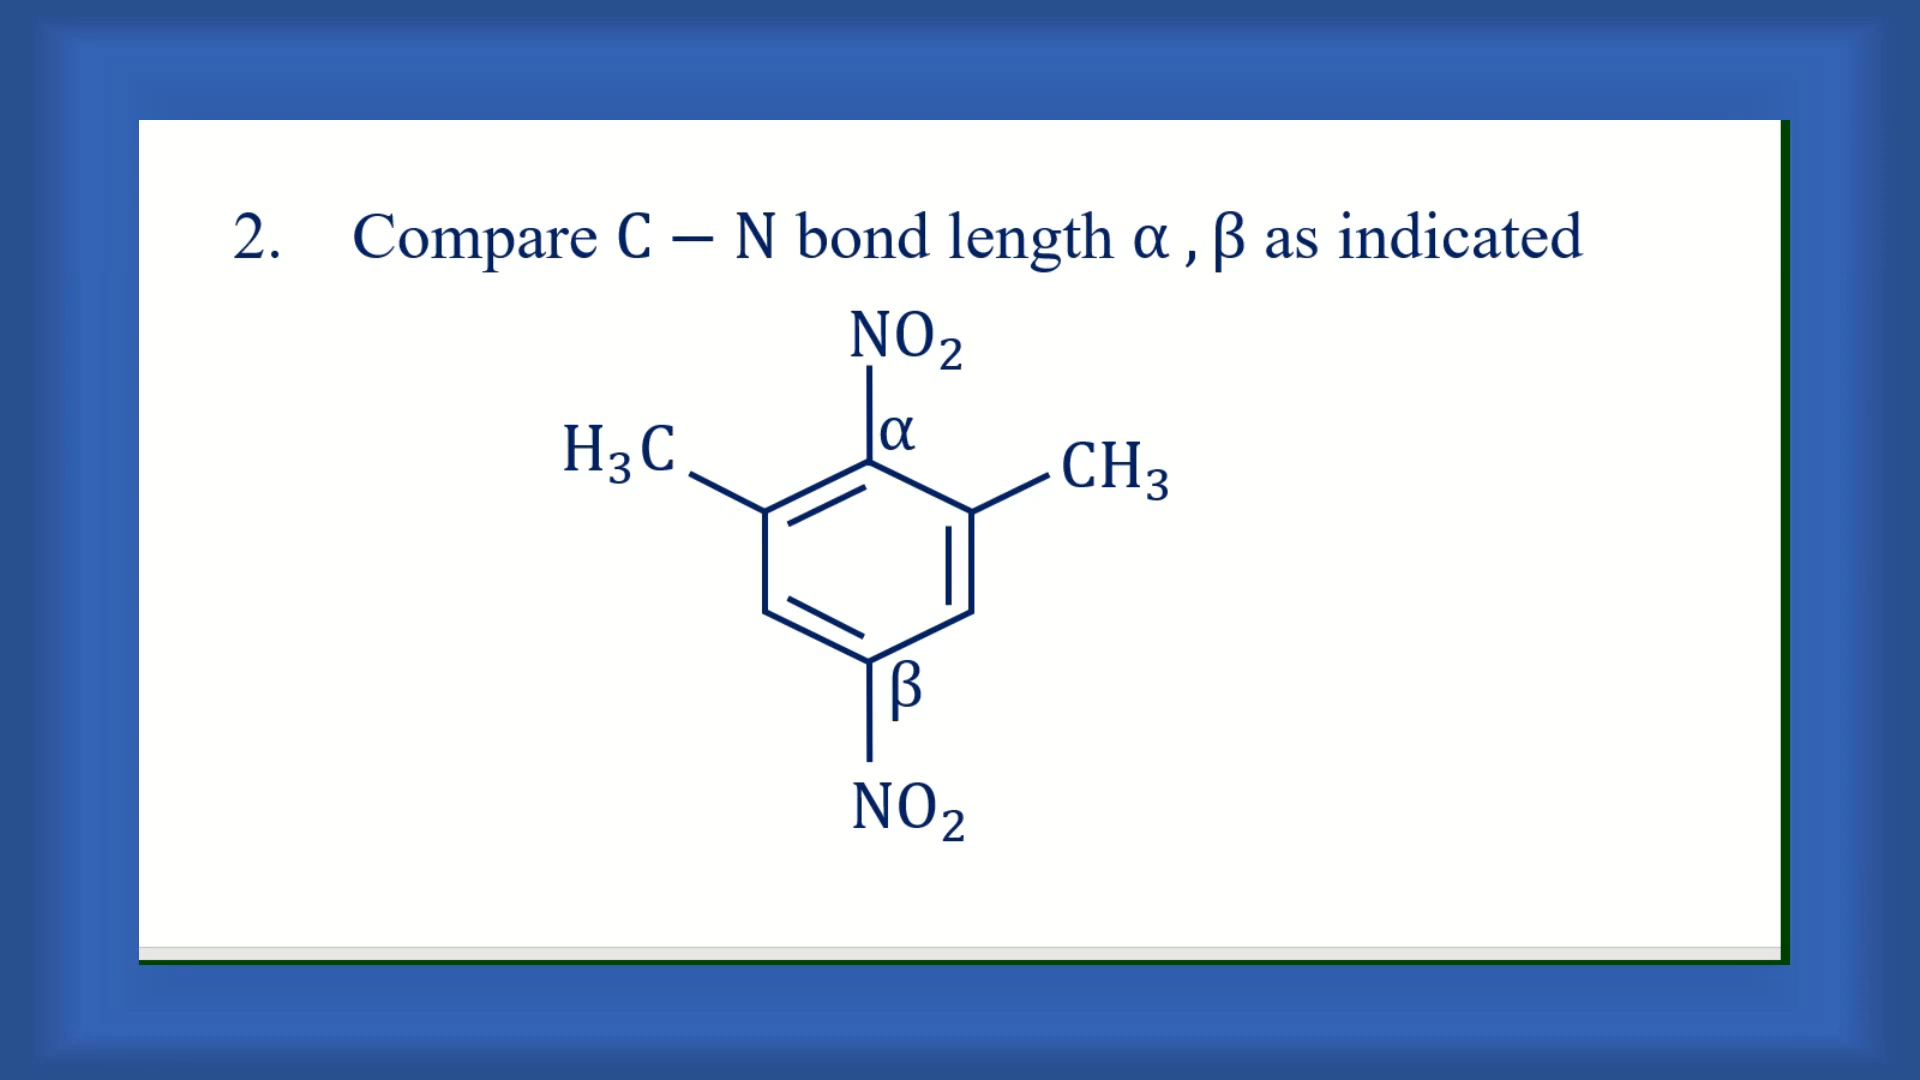 2. Compare C − N bond length α , β as indicated
NO₂
α
H₃C
CH₃
β
NO₂